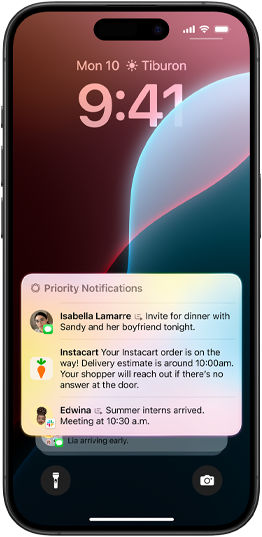 Mon 10 Tiburon
9:41
Priority Notifications
Isabella Lamarre Invite for dinner with
Sandy and her boyfriend tonight.
Instacart Your Instacart order is on the
way! Delivery estimate is around 10:00am.
Your shopper will reach out if there's no
answer at the door.
Edwina Summer interns arrived.
Meeting at 10:30 a.m.
Lia arriving early.